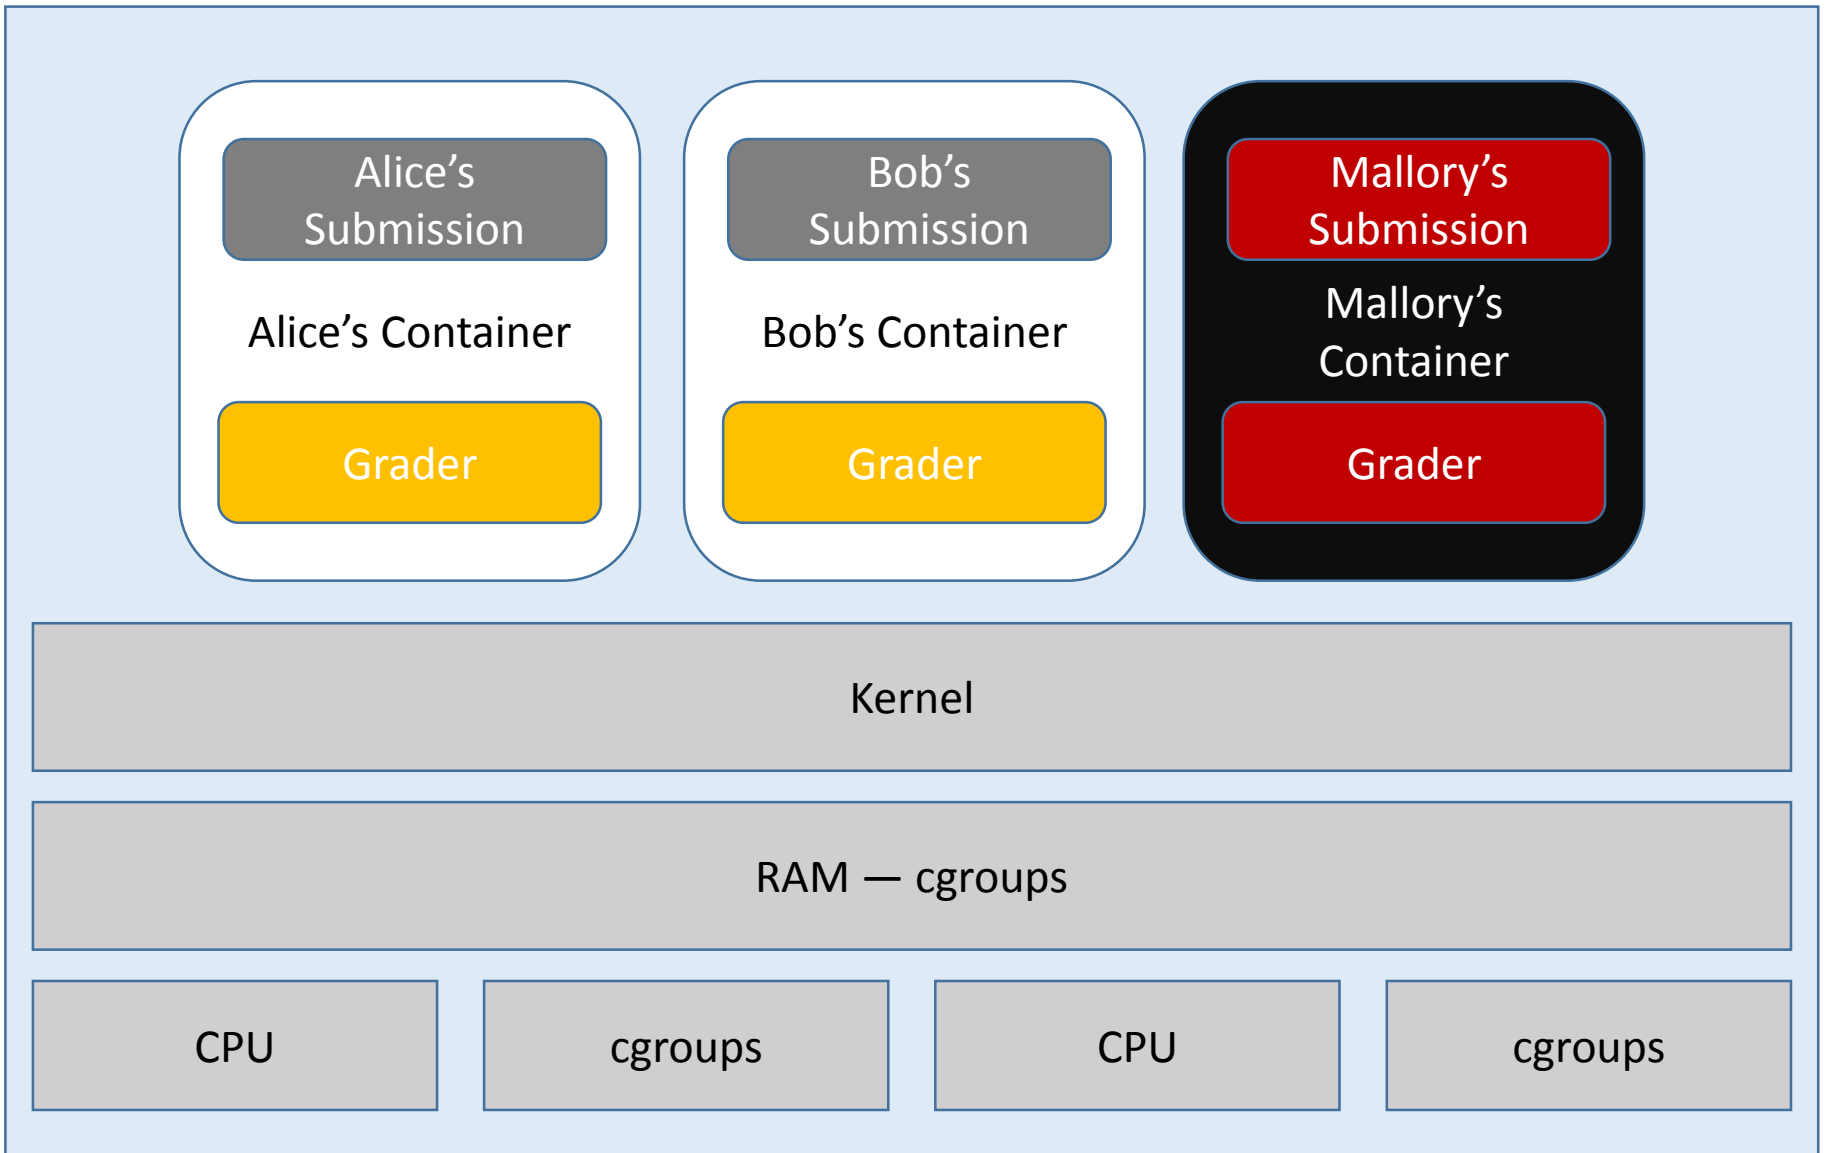 Alice’s
Submission
Bob’s
Submission
Mallory’s
Submission
Alice’s Container
Bob’s Container
Mallory’s
Container
Grader
Grader
Grader
Kernel
RAM — cgroups
CPU
cgroups
CPU
cgroups